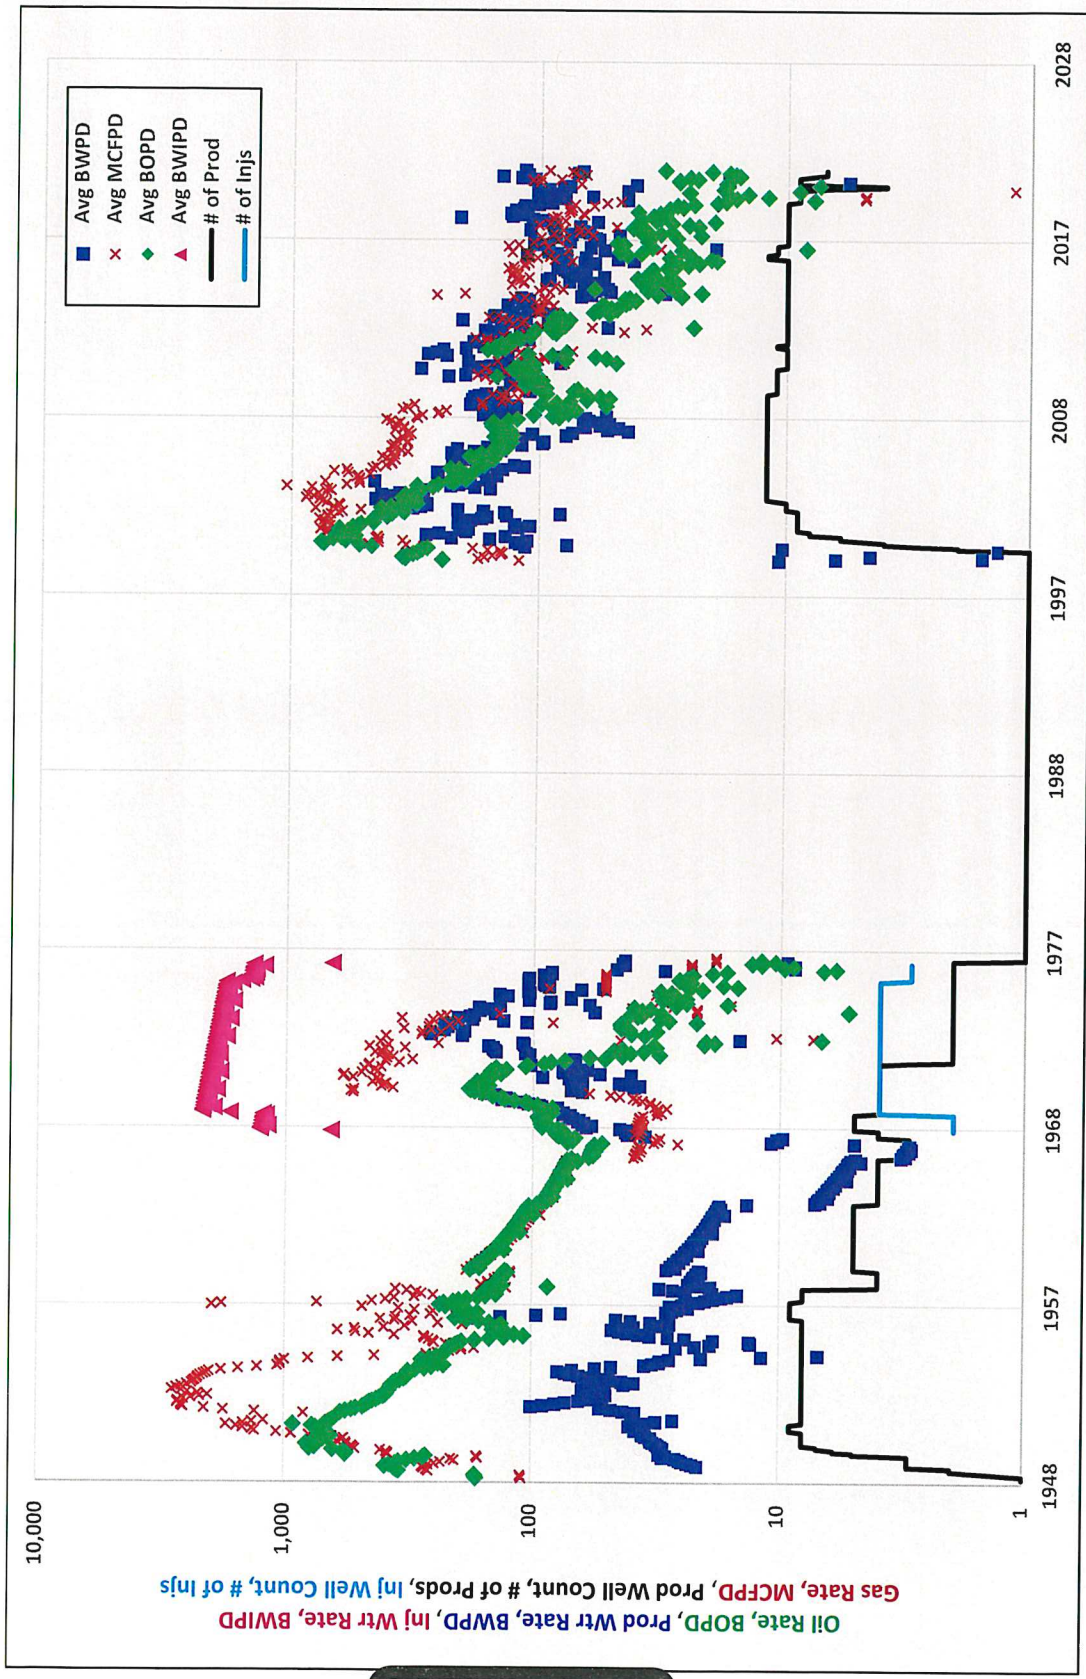 Avg BWPD
Avg MCFPD
Avg BOPD
Avg BWIPD
# of Prod
# of Injs
10,000
1,000
100
10
1
1948
1957
1968
1977
1988
1997
2008
2017
2028
Oil Rate, BOPD, Prod Wtr Rate, BWPD, Inj Wtr Rate, BWIPD
Gas Rate, MCFPD, Prod Well Count, # of Prods, Inj Well Count, # of Injs